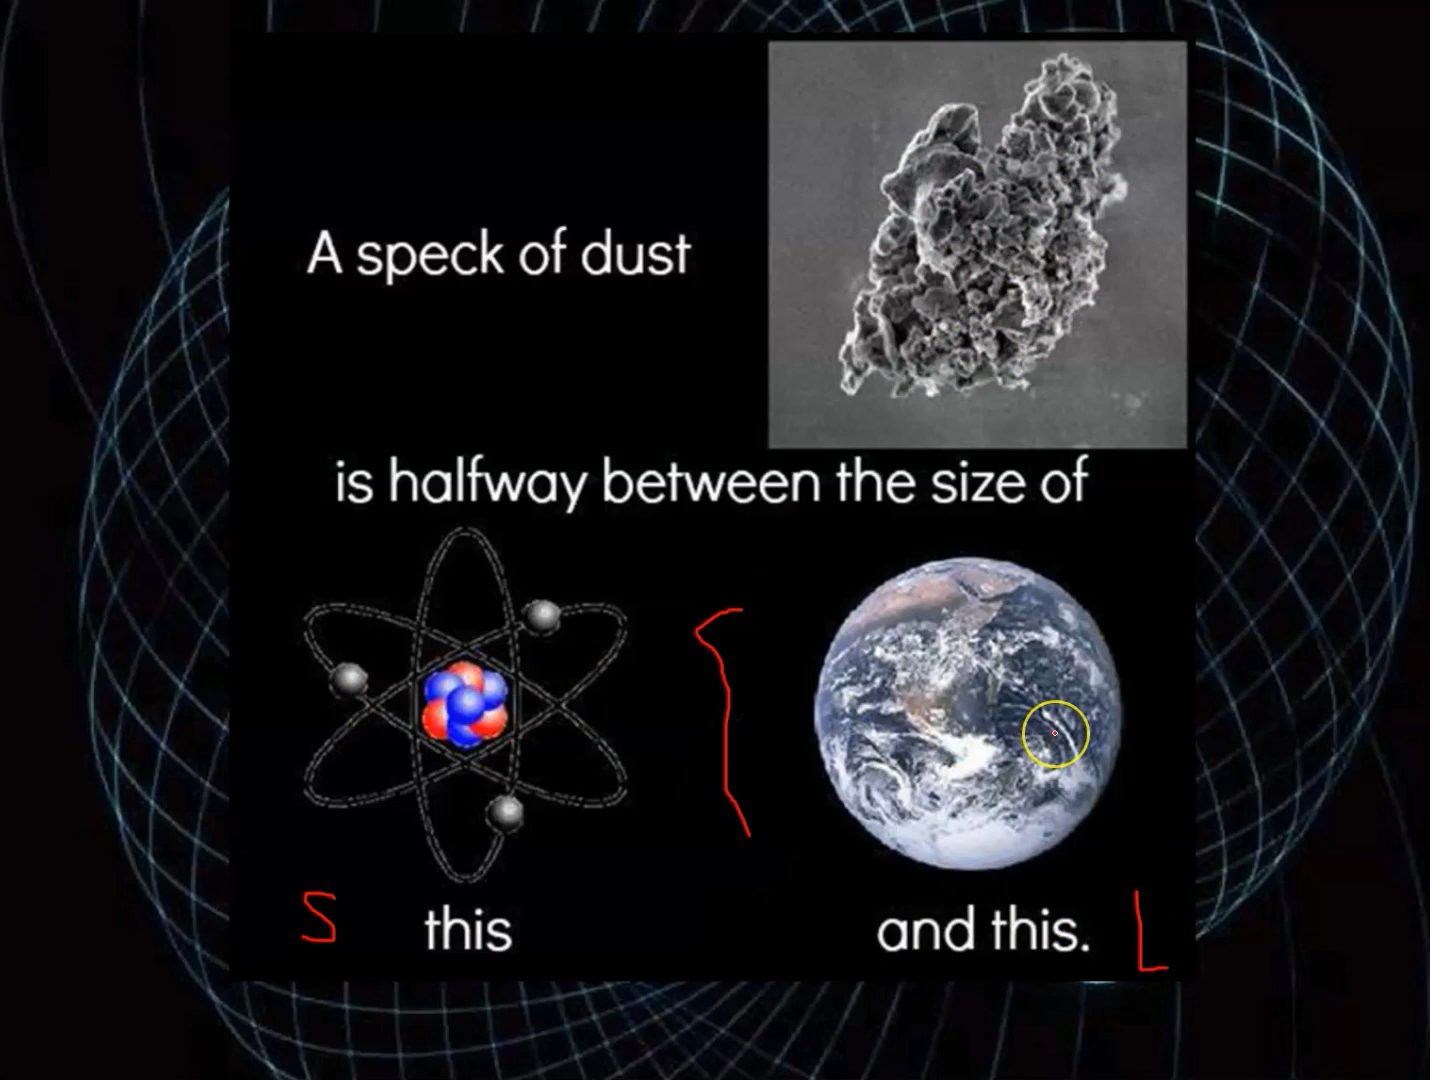 A speck of dust
is halfway between the size of
S this and this. L